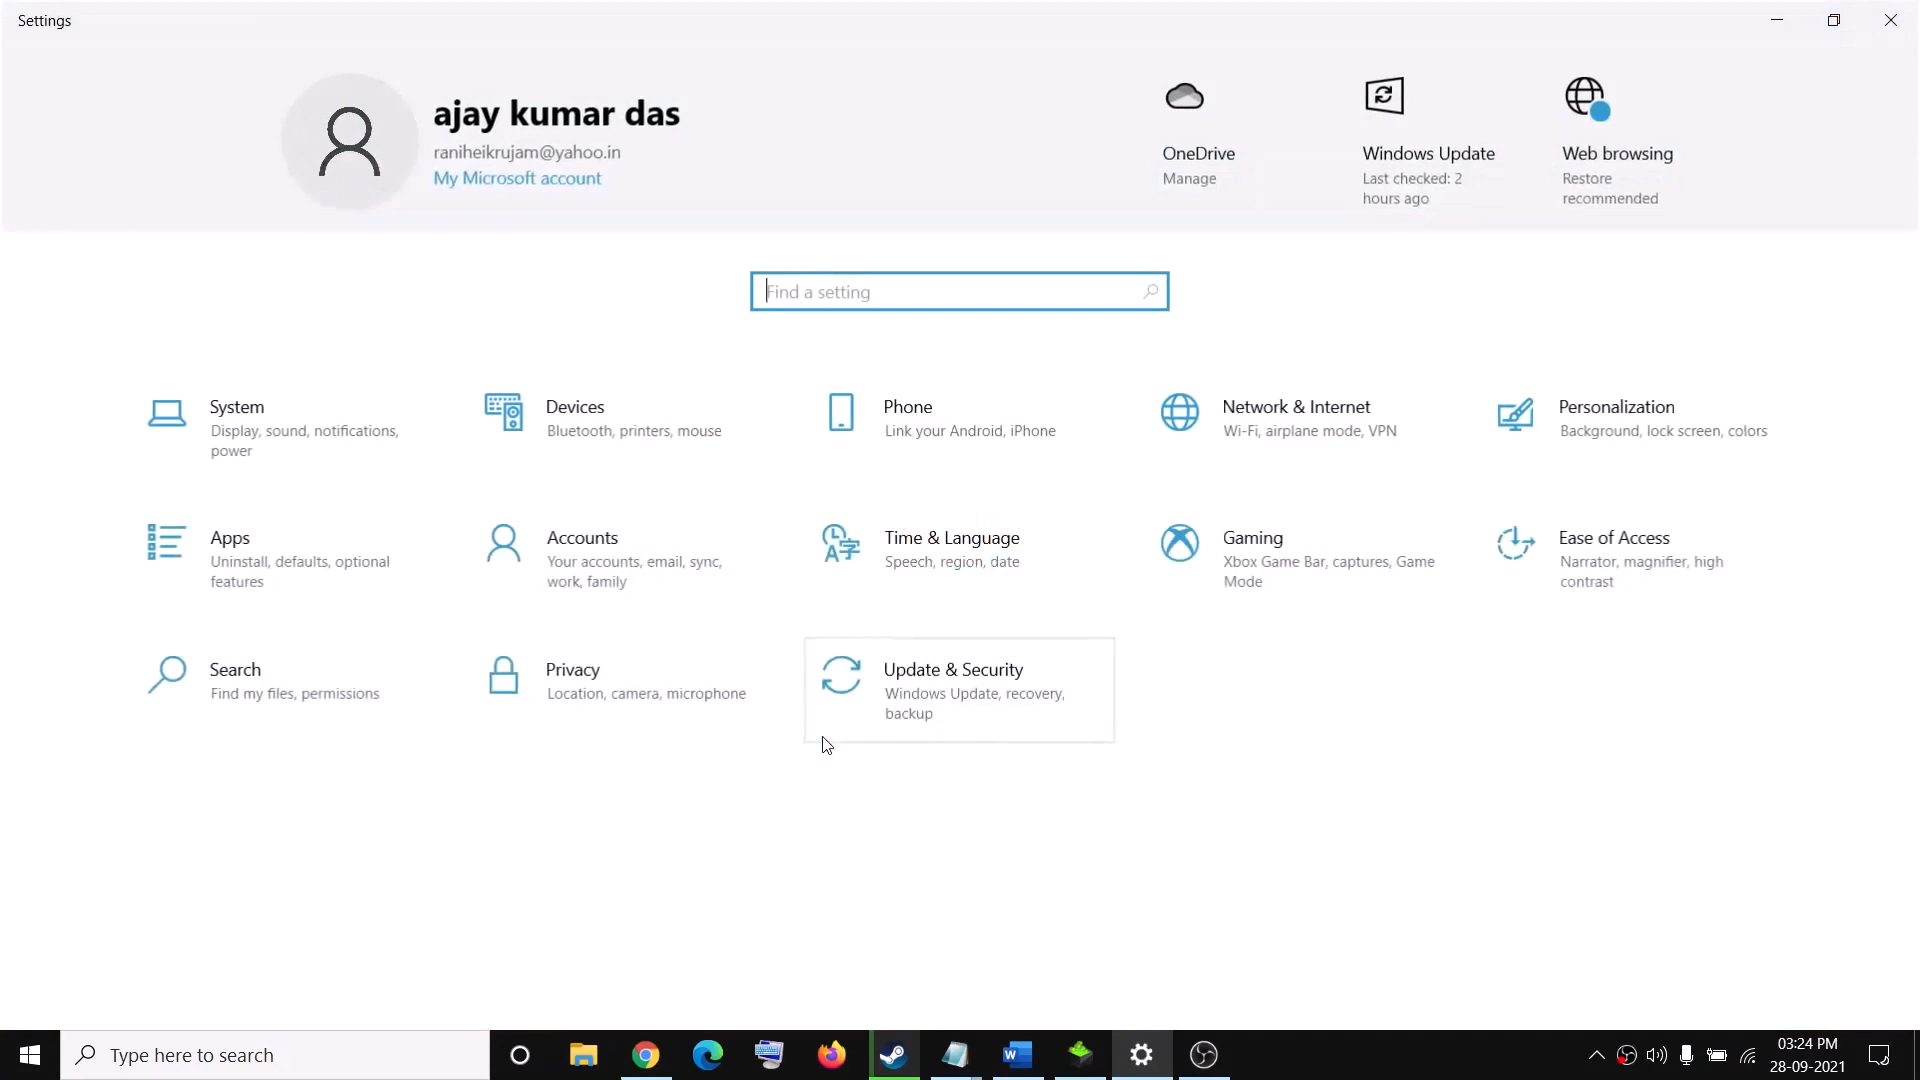 Settings
ajay kumar das
raniheikrujam@yahoo.in
My Microsoft account
OneDrive
Manage
Windows Update
Last checked: 2
hours ago
Web browsing
Restore
recommended
Find a setting
System
Display, sound, notifications,
power
Devices
Bluetooth, printers, mouse
Phone
Link your Android, iPhone
Network & Internet
Wi-Fi, airplane mode, VPN
Personalization
Background, lock screen, colors
Apps
Uninstall, defaults, optional
features
Accounts
Your accounts, email, sync,
work, family
Time & Language
Speech, region, date
Gaming
Xbox Game Bar, captures, Game
Mode
Ease of Access
Narrator, magnifier, high
contrast
Search
Find my files, permissions
Privacy
Location, camera, microphone
Update & Security
Windows Update, recovery,
backup
Type here to search
03:24 PM
28-09-2021